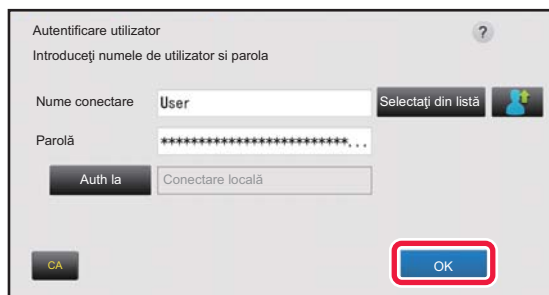 Autentificare utilizator
?
Introduceţi numele de utilizator si parola
Nume conectare User Selectaţi din listă
Parolă **************************...
Auth la Conectare locală
CA OK